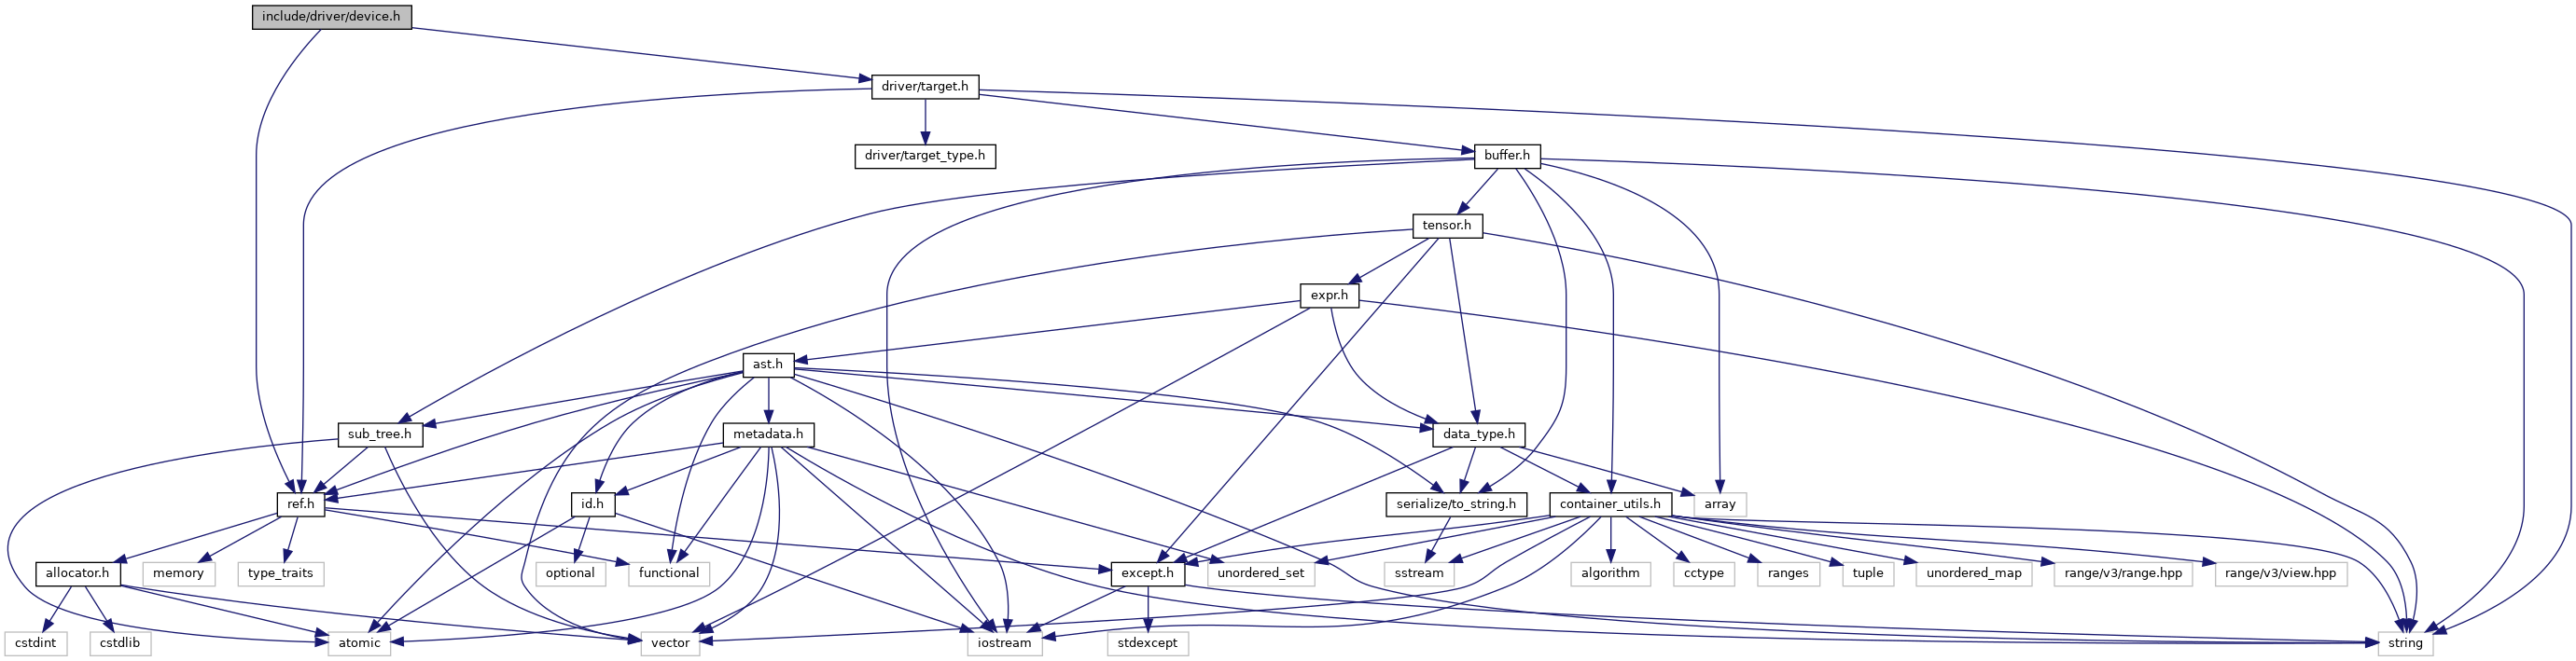 include/driver/device.h
driver/target.h
driver/target_type.h
buffer.h
tensor.h
expr.h
ast.h
sub_tree.h
metadata.h
data_type.h
ref.h
id.h
serialize/to_string.h
container_utils.h
array
allocator.h
memory
type_traits
optional
functional
except.h
unordered_set
sstream
algorithm
cctype
ranges
tuple
unordered_map
range/v3/range.hpp
range/v3/view.hpp
cstdint
cstdlib
atomic
vector
iostream
stdexcept
string